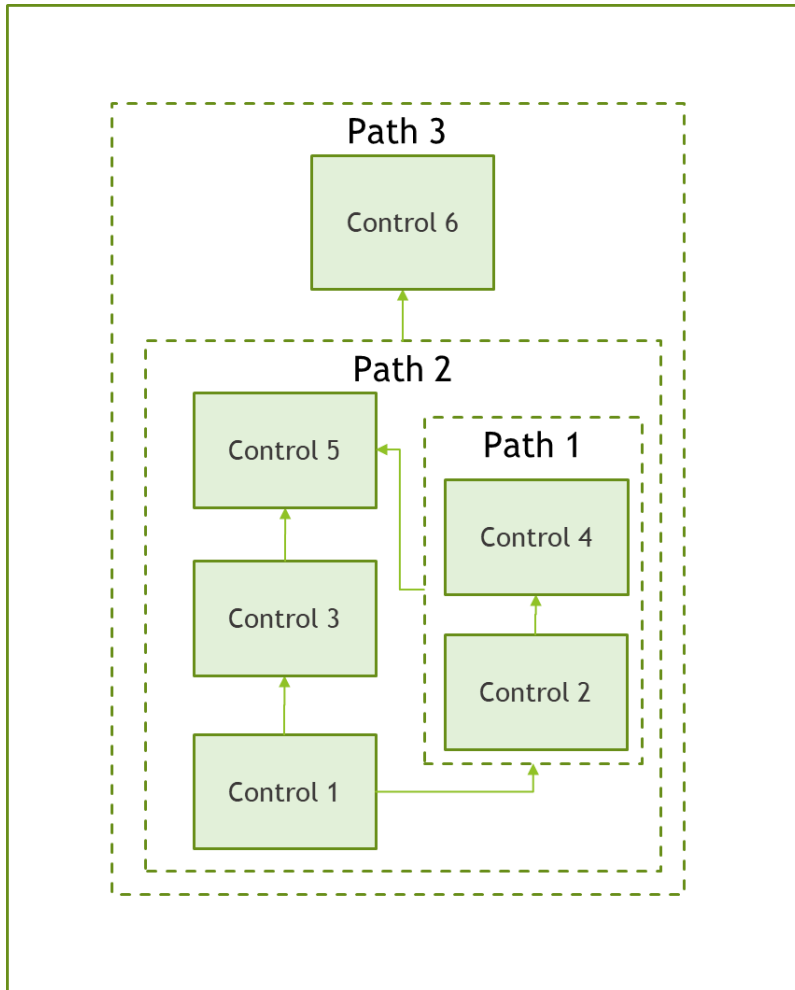 Path 3
Control 6
Path 2
Control 5
Path 1
Control 4
Control 3
Control 2
Control 1